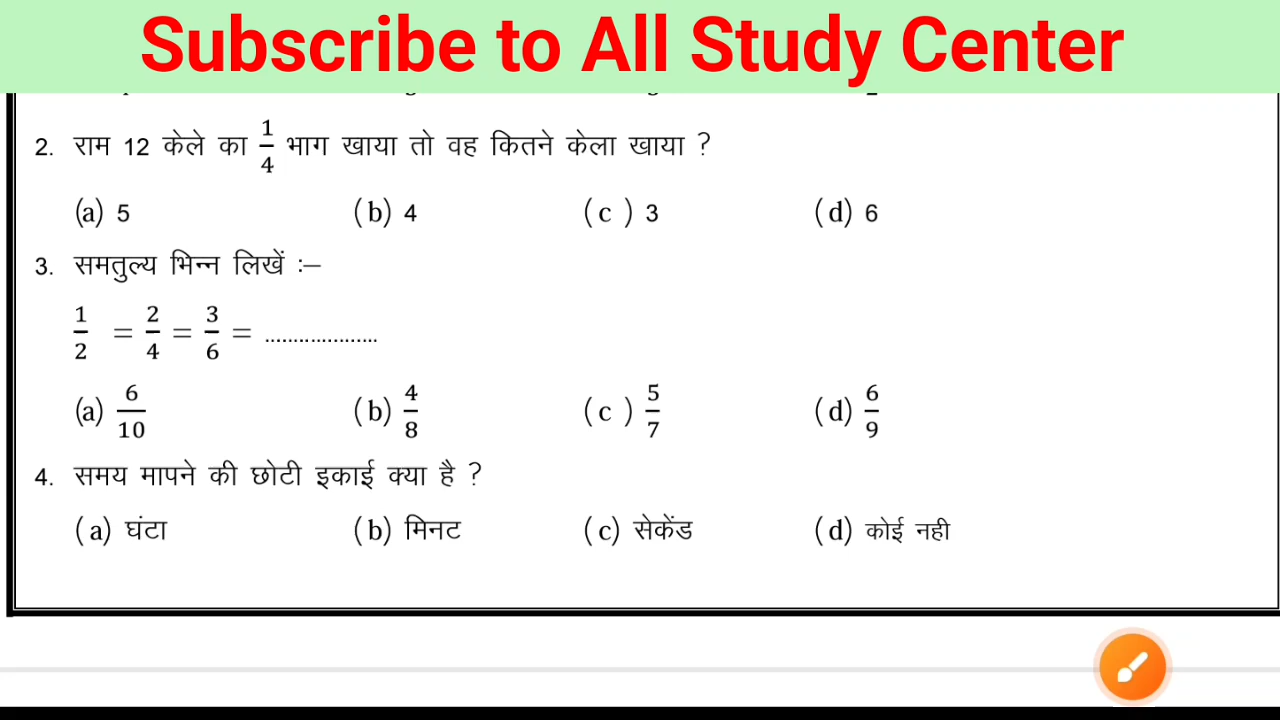 Subscribe to All Study Center
2. राम 12 केले का 1/4 भाग खाया तो वह कितने केला खाया ?
(a) 5 (b) 4 (c ) 3 (d) 6
3. समतुल्य भिन्न लिखें :–
1/2 = 2/4 = 3/6 = ...................
(a) 6/10 (b) 4/8 (c ) 5/7 (d) 6/9
4. समय मापने की छोटी इकाई क्या है ?
(a) घंटा (b) मिनट (c) सेकेंड (d) कोई नही